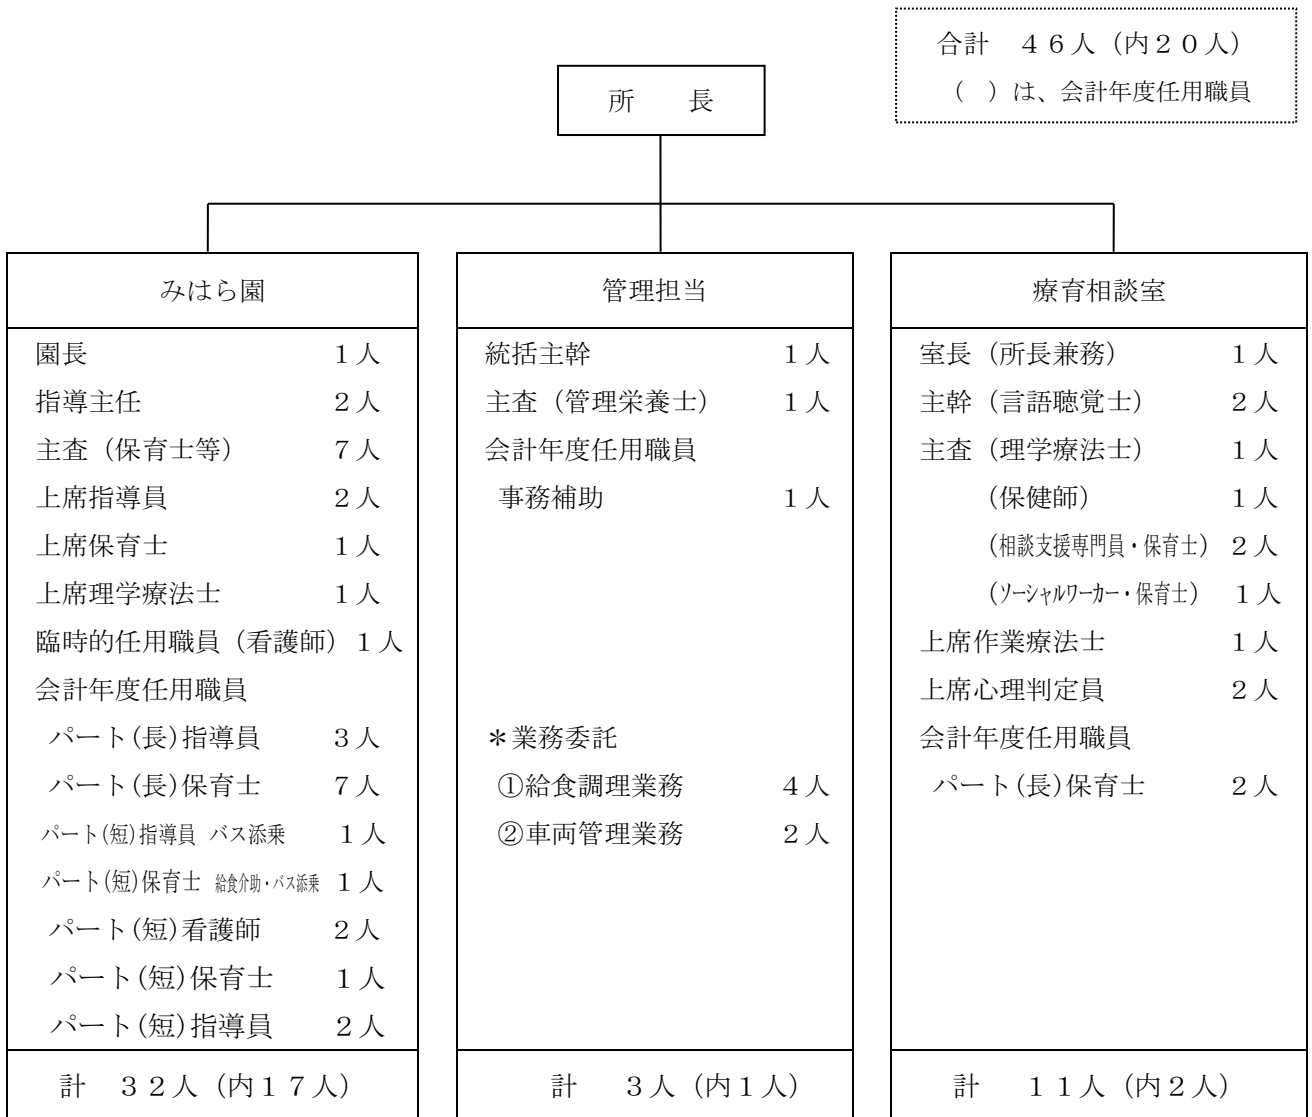 合計　４６人（内２０人）
（　）は、会計年度任用職員
所　　長
みはら園
園長　１人
指導主任　２人
主査（保育士等）　７人
上席指導員　２人
上席保育士　１人
上席理学療法士　１人
臨時的任用職員（看護師）１人
会計年度任用職員
パート(長)指導員　３人
パート(長)保育士　７人
パート(短)指導員 バス添乗　１人
パート(短)保育士 給食介助・バス添乗　１人
パート(短)看護師　２人
パート(短)保育士　１人
パート(短)指導員　２人
計　３２人（内１７人）
管理担当
統括主幹　１人
主査（管理栄養士）　１人
会計年度任用職員
事務補助　１人
＊業務委託
①給食調理業務　４人
②車両管理業務　２人
計　３人（内１人）
療育相談室
室長（所長兼務）　１人
主幹（言語聴覚士）　２人
主査（理学療法士）　１人
（保健師）　１人
（相談支援専門員・保育士）　２人
（ソーシャルワーカー・保育士）　１人
上席作業療法士　１人
上席心理判定員　２人
会計年度任用職員
パート(長)保育士　２人
計　１１人（内２人）